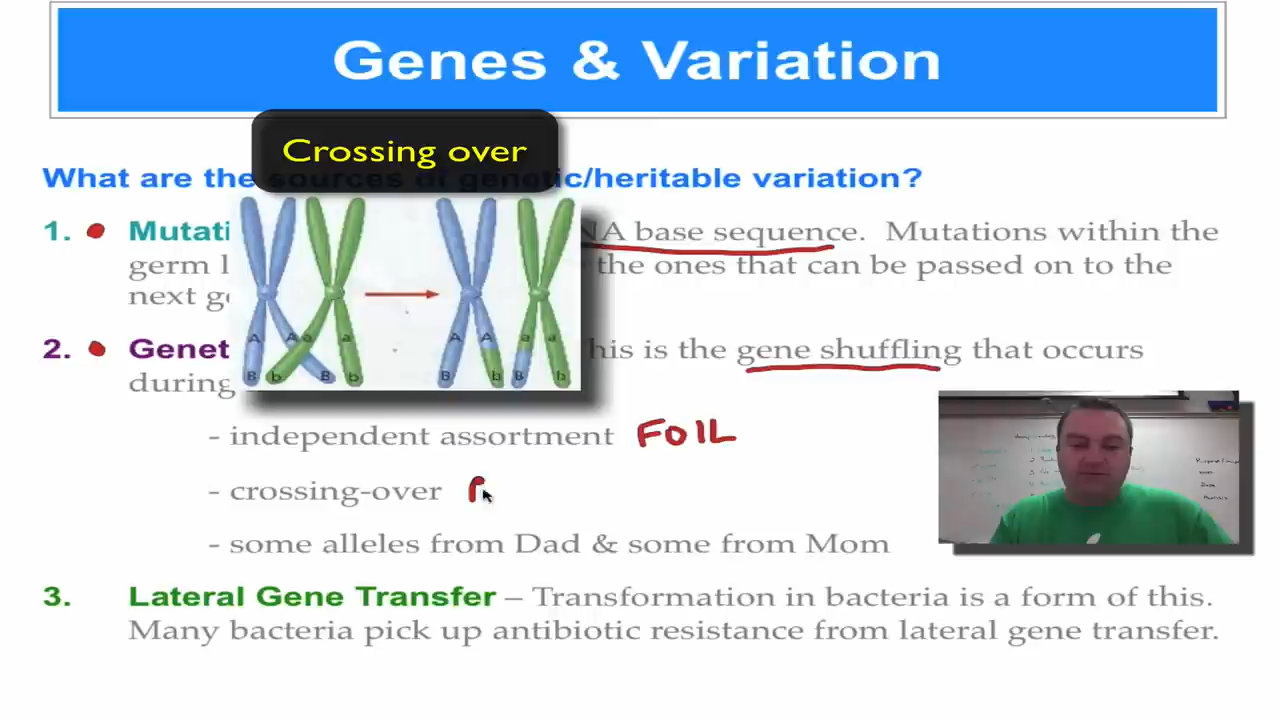 Genes & Variation
Crossing over
What are the sources of genetic/heritable variation?
1. Mutati NA base sequence. Mutations within the
germ l the ones that can be passed on to the
next ge
2. Genet his is the gene shuffling that occurs
during
A A a a A A a a
B b B b B b B b
- independent assortment FOIL
- crossing-over
- some alleles from Dad & some from Mom
3. Lateral Gene Transfer – Transformation in bacteria is a form of this.
Many bacteria pick up antibiotic resistance from lateral gene transfer.